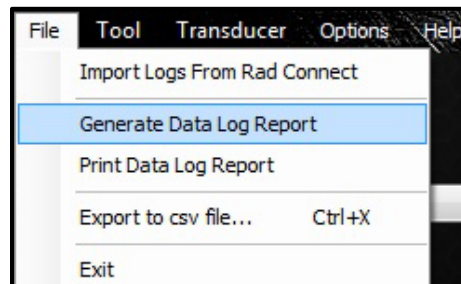 File Tool Transducer Options Help
Import Logs From Rad Connect
Generate Data Log Report
Print Data Log Report
Export to csv file... Ctrl+X
Exit